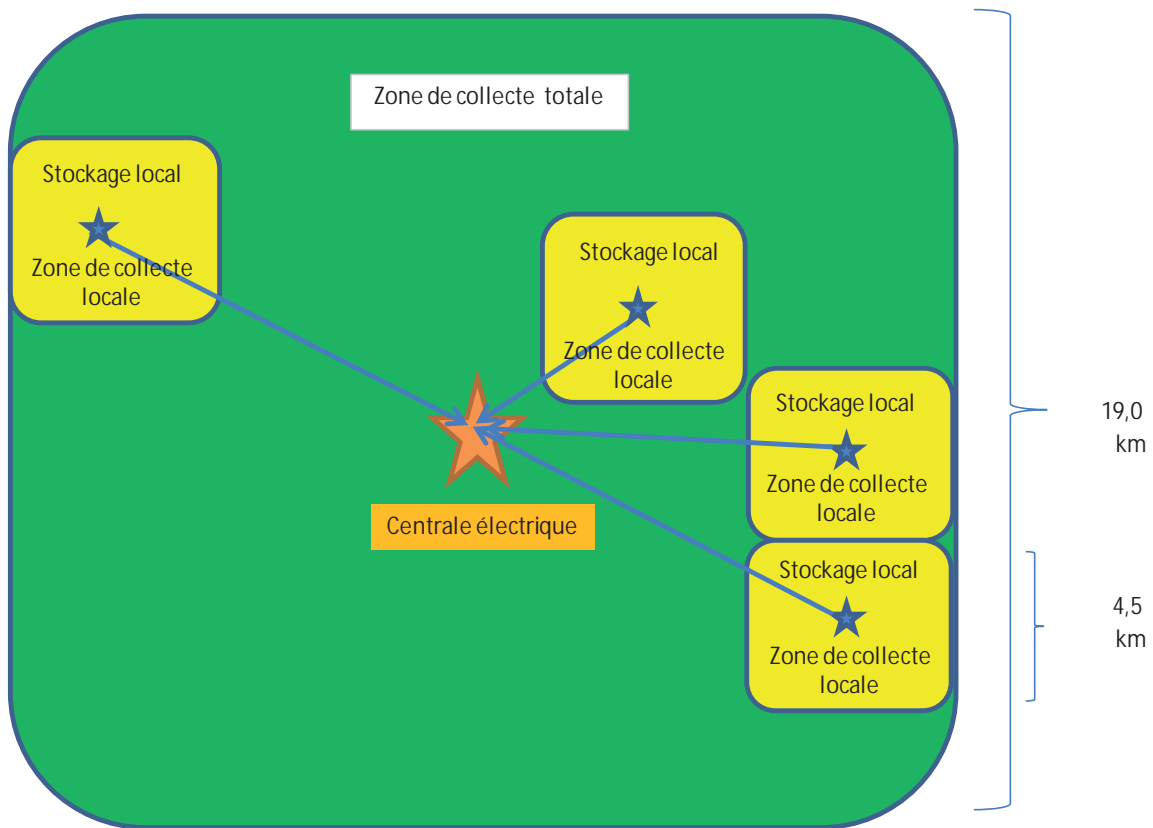 Zone de collecte totale
Stockage local
Zone de collecte
locale
Stockage local
Zone de collecte
locale
Stockage local
Zone de collecte
locale
19,0
km
Centrale électrique
Stockage local
Zone de collecte
locale
4,5
km